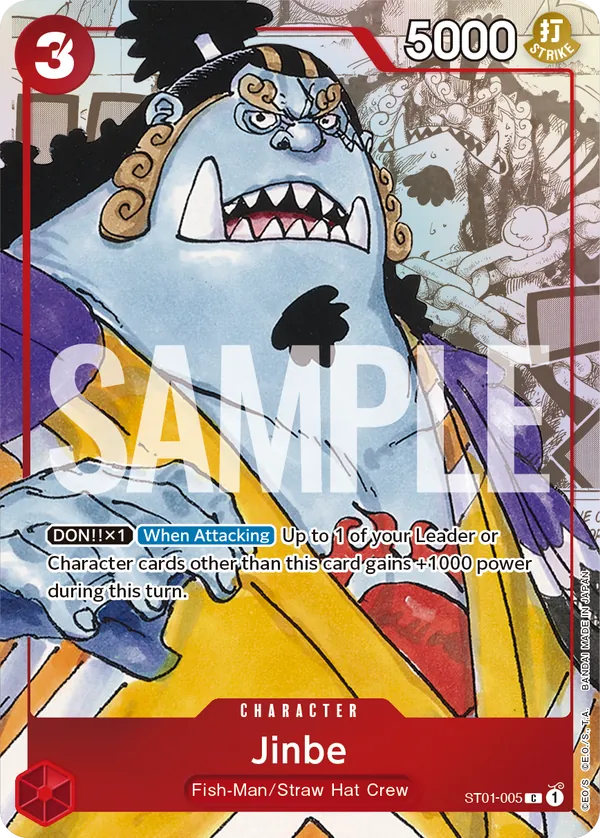 3
5000
打
STRIKE
SAMPLE
DON!!×1 When Attacking Up to 1 of your Leader or
Character cards other than this card gains +1000 power
during this turn.
CHARACTER
Jinbe
Fish-Man/Straw Hat Crew
ST01-005 C 1
©E.O/S ©E.O./S.,T.A. BANDAI MADE IN JAPAN